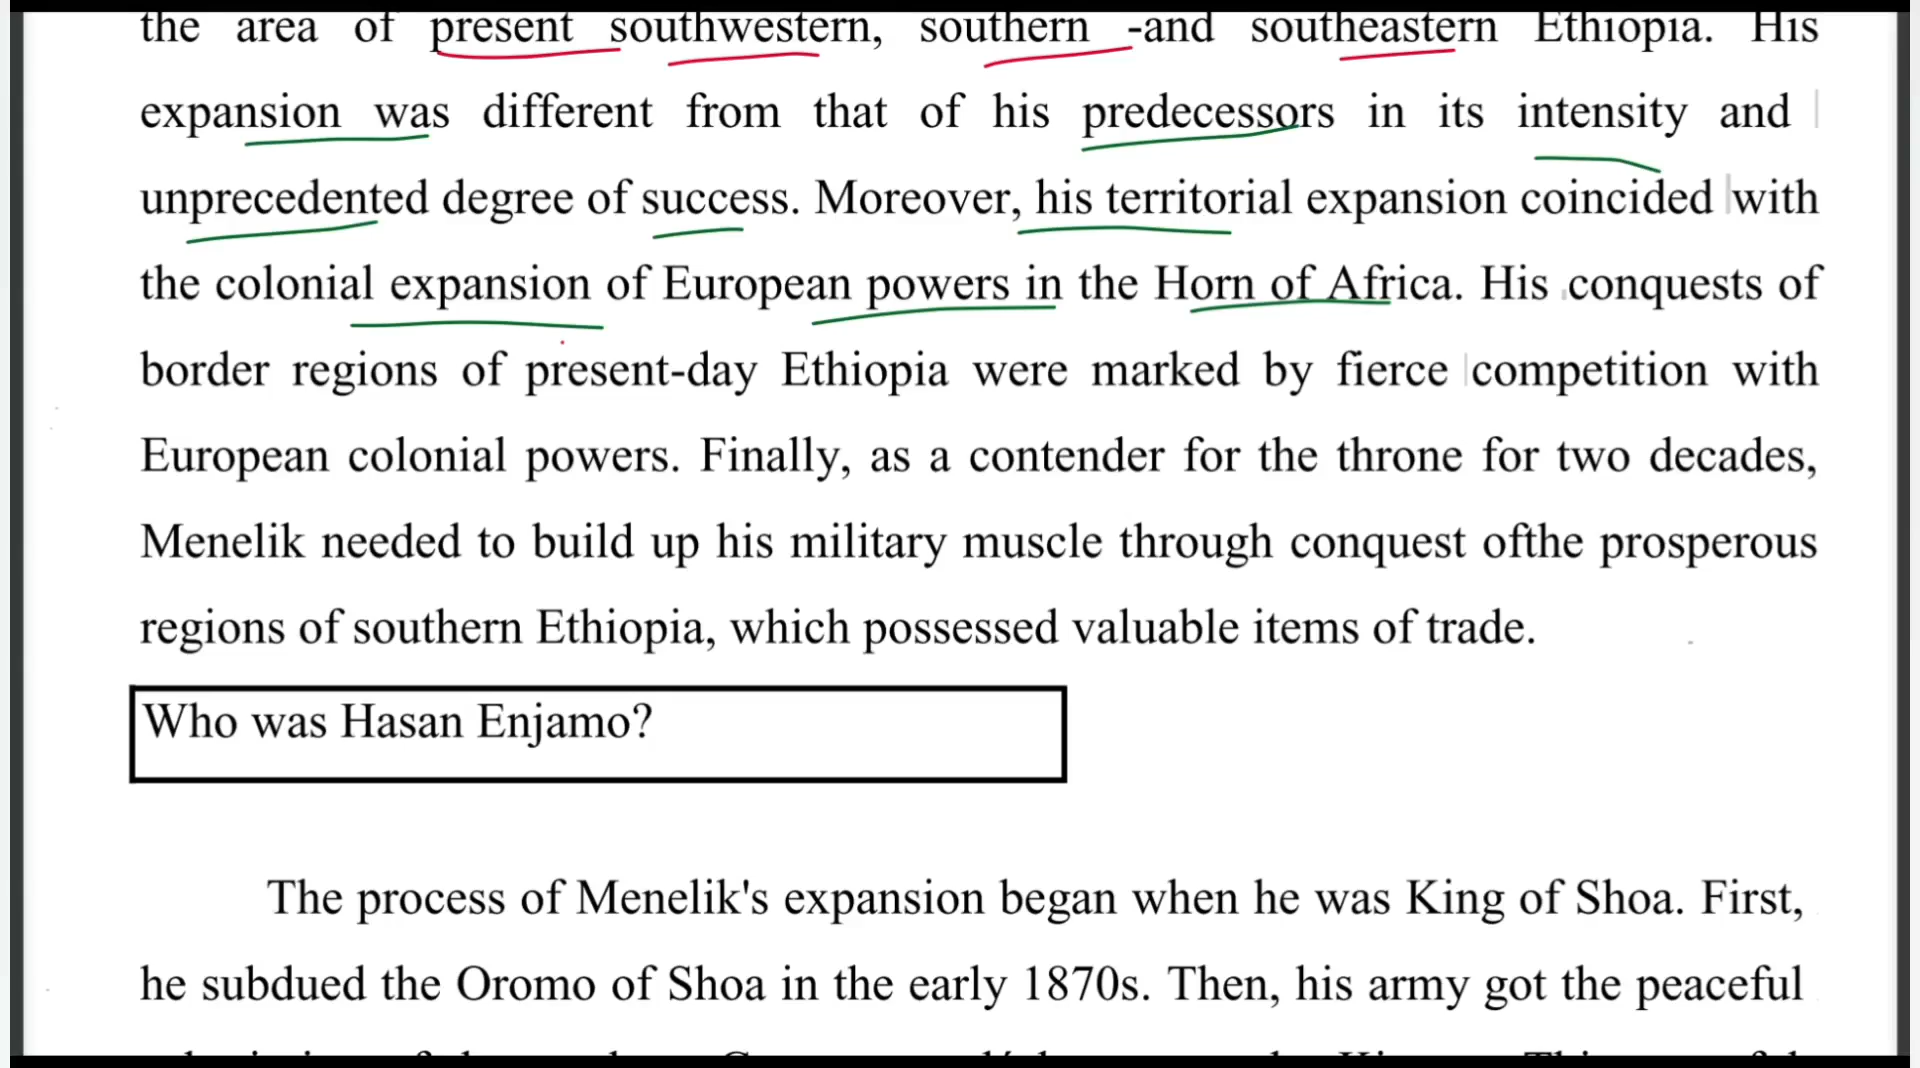 the area of present southwestern, southern -and southeastern Ethiopia. His
expansion was different from that of his predecessors in its intensity and
unprecedented degree of success. Moreover, his territorial expansion coincided with
the colonial expansion of European powers in the Horn of Africa. His conquests of
border regions of present-day Ethiopia were marked by fierce competition with
European colonial powers. Finally, as a contender for the throne for two decades,
Menelik needed to build up his military muscle through conquest ofthe prosperous
regions of southern Ethiopia, which possessed valuable items of trade.
Who was Hasan Enjamo?
The process of Menelik's expansion began when he was King of Shoa. First,
he subdued the Oromo of Shoa in the early 1870s. Then, his army got the peaceful